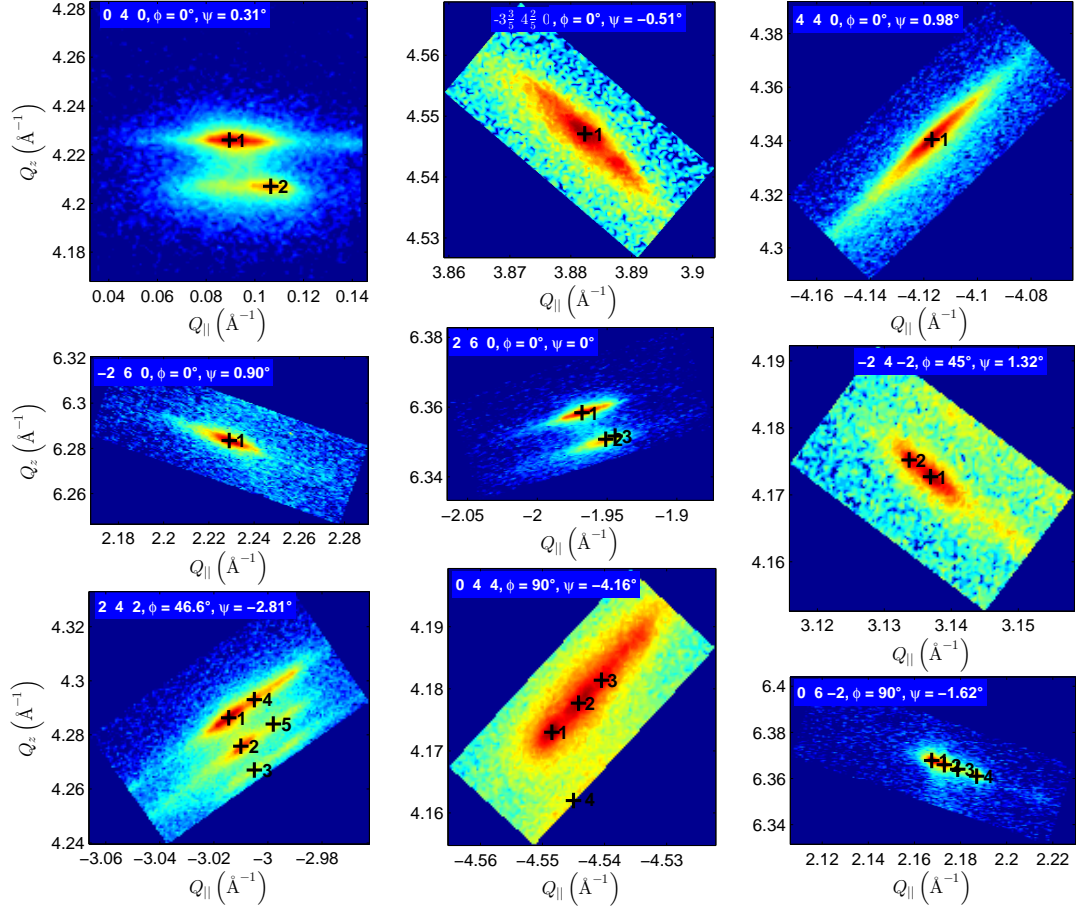 0 4 0, ϕ = 0°, ψ = 0.31°
4.28
4.26
4.24
4.22
4.2
4.18
Q_z (Å⁻¹)
1
2
0.04 0.06 0.08 0.1 0.12 0.14
Q_|| (Å⁻¹)
-3 2/5 4 2/5 0, ϕ = 0°, ψ = −0.51°
4.56
4.55
4.54
4.53
1
3.86 3.87 3.88 3.89 3.9
Q_|| (Å⁻¹)
4 4 0, ϕ = 0°, ψ = 0.98°
4.38
4.36
4.34
4.32
4.3
1
−4.16 −4.14 −4.12 −4.1 −4.08
Q_|| (Å⁻¹)
−2 6 0, ϕ = 0°, ψ = 0.90°
6.32
6.3
6.28
6.26
Q_z (Å⁻¹)
1
2.18 2.2 2.22 2.24 2.26 2.28
Q_|| (Å⁻¹)
2 6 0, ϕ = 0°, ψ = 0°
6.38
6.36
6.34
1
2
3
−2.05 −2 −1.95 −1.9
Q_|| (Å⁻¹)
−2 4 −2, ϕ = 45°, ψ = 1.32°
4.19
4.18
4.17
4.16
2
1
3.12 3.13 3.14 3.15
Q_|| (Å⁻¹)
2 4 2, ϕ = 46.6°, ψ = −2.81°
4.32
4.3
4.28
4.26
4.24
Q_z (Å⁻¹)
4
1
5
2
3
−3.06 −3.04 −3.02 −3 −2.98
Q_|| (Å⁻¹)
0 4 4, ϕ = 90°, ψ = −4.16°
4.19
4.18
4.17
4.16
3
2
1
4
−4.56 −4.55 −4.54 −4.53
Q_|| (Å⁻¹)
0 6 −2, ϕ = 90°, ψ = −1.62°
6.4
6.38
6.36
6.34
1
2
3
4
2.12 2.14 2.16 2.18 2.2 2.22
Q_|| (Å⁻¹)